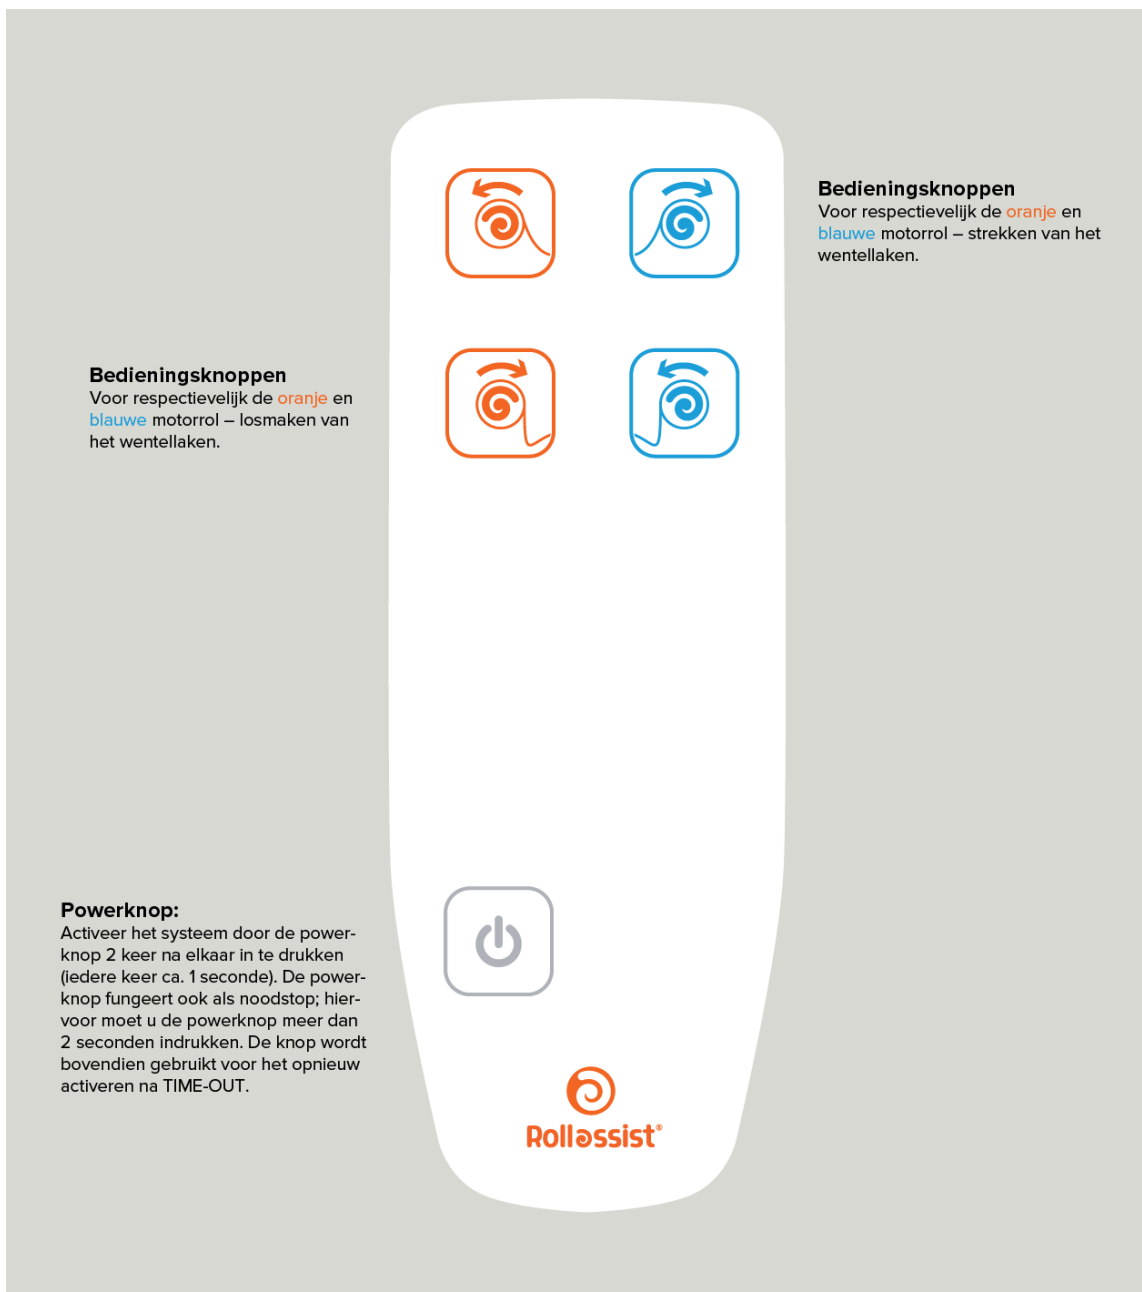 Bedieningsknoppen
Voor respectievelijk de oranje en
blauwe motorrol – strekken van het
wentellaken.
Bedieningsknoppen
Voor respectievelijk de oranje en
blauwe motorrol – losmaken van
het wentellaken.
Powerknop:
Activeer het systeem door de power-
knop 2 keer na elkaar in te drukken
(iedere keer ca. 1 seconde). De power-
knop fungeert ook als noodstop; hier-
voor moet u de powerknop meer dan
2 seconden indrukken. De knop wordt
bovendien gebruikt voor het opnieuw
activeren na TIME-OUT.
Rollassist®